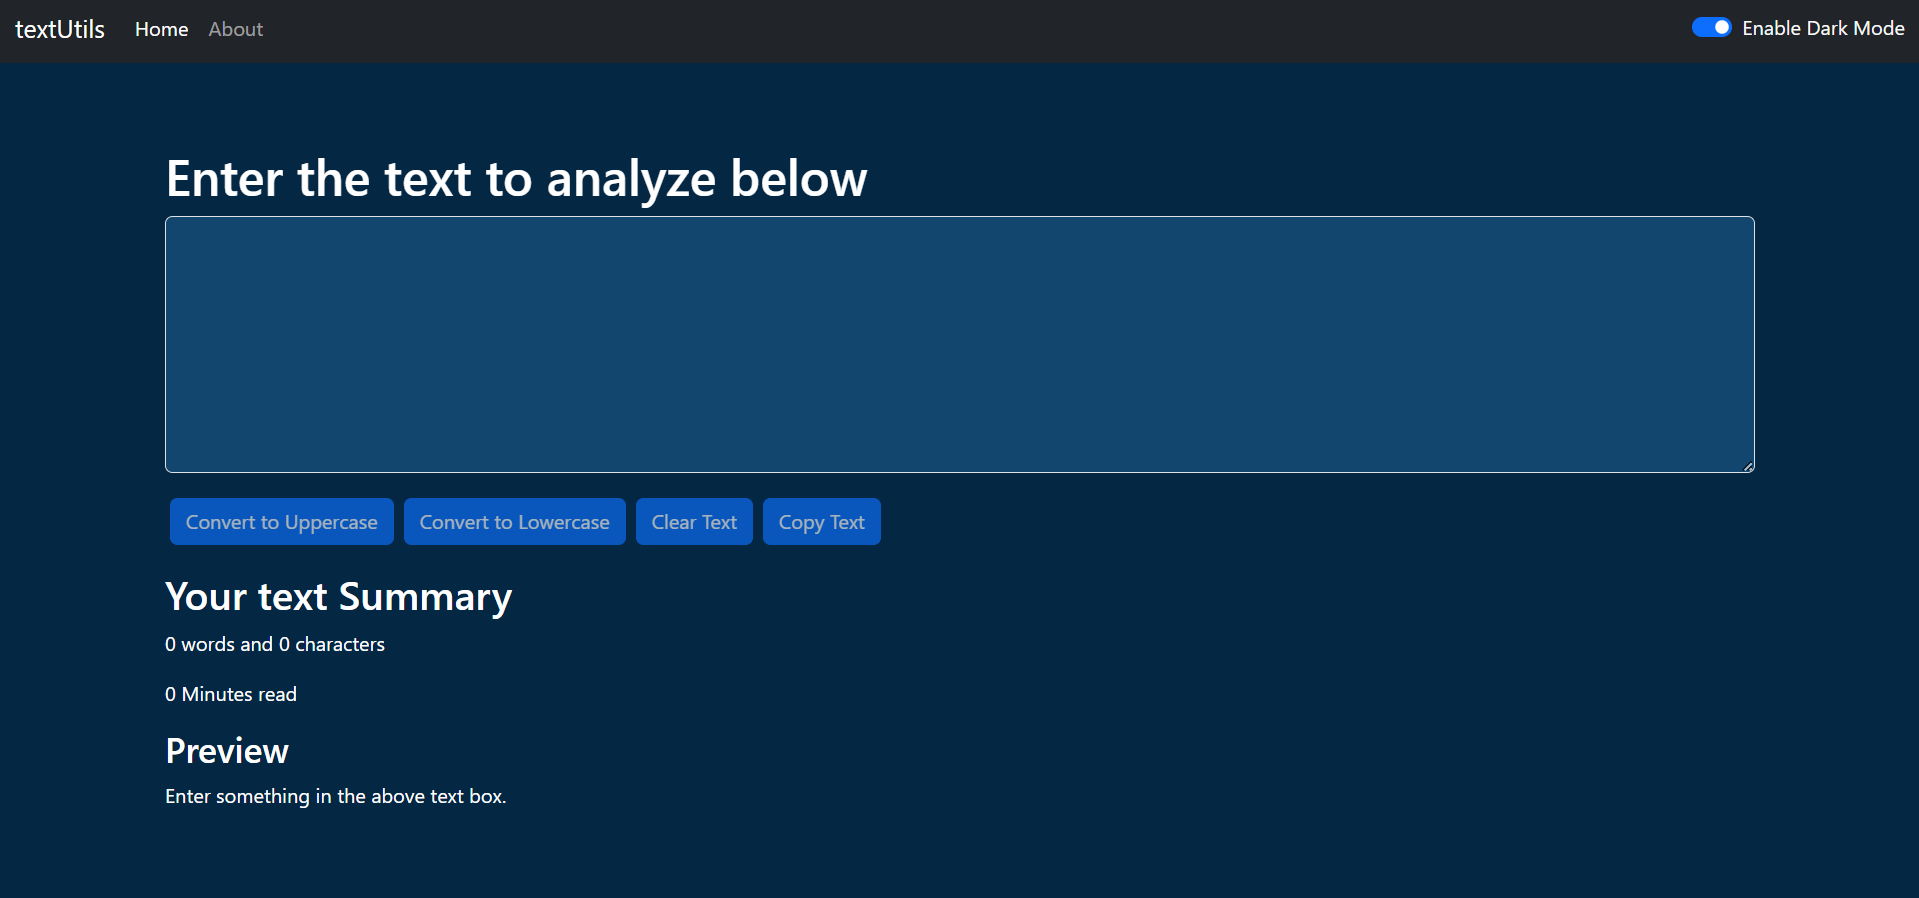 textUtils Home About Enable Dark Mode
Enter the text to analyze below
Convert to Uppercase Convert to Lowercase Clear Text Copy Text
Your text Summary
0 words and 0 characters
0 Minutes read
Preview
Enter something in the above text box.